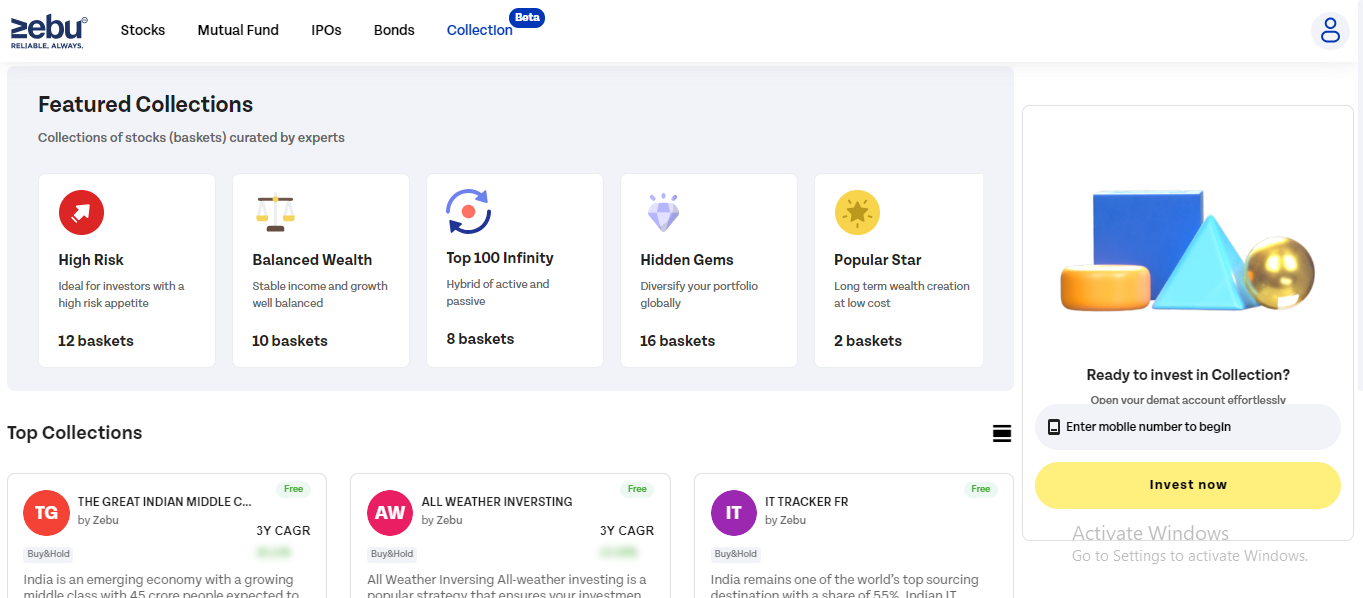 zebu
RELIABLE, ALWAYS.
Stocks
Mutual Fund
IPOs
Bonds
Collection
Beta
Featured Collections
Collections of stocks (baskets) curated by experts
High Risk
Ideal for investors with a
high risk appetite
12 baskets
Balanced Wealth
Stable income and growth
well balanced
10 baskets
Top 100 Infinity
Hybrid of active and
passive
8 baskets
Hidden Gems
Diversify your portfolio
globally
16 baskets
Popular Star
Long term wealth creation
at low cost
2 baskets
Ready to invest in Collection?
Open your demat account effortlessly
Enter mobile number to begin
Invest now
Activate Windows
Go to Settings to activate Windows.
Top Collections
Free
TG
THE GREAT INDIAN MIDDLE C...
by Zebu
3Y CAGR
Buy&Hold
India is an emerging economy with a growing
middle class with 45 crore people expected to
Free
AW
ALL WEATHER INVERSTING
by Zebu
3Y CAGR
Buy&Hold
All Weather Inversing All-weather investing is a
popular strategy that ensures your investmen
Free
IT
IT TRACKER FR
by Zebu
Buy&Hold
India remains one of the world's top sourcing
destination with a share of 55%. Indian IT